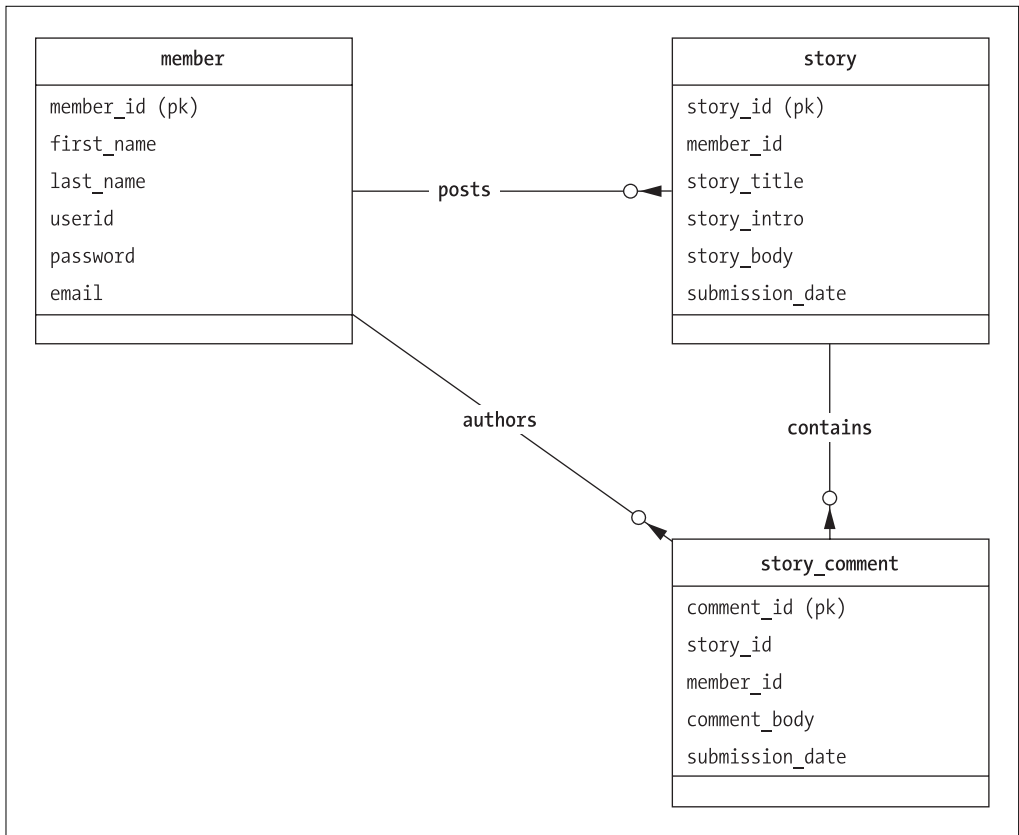 member
member_id (pk)
first_name
last_name
userid
password
email
posts
story
story_id (pk)
member_id
story_title
story_intro
story_body
submission_date
authors
contains
story_comment
comment_id (pk)
story_id
member_id
comment_body
submission_date